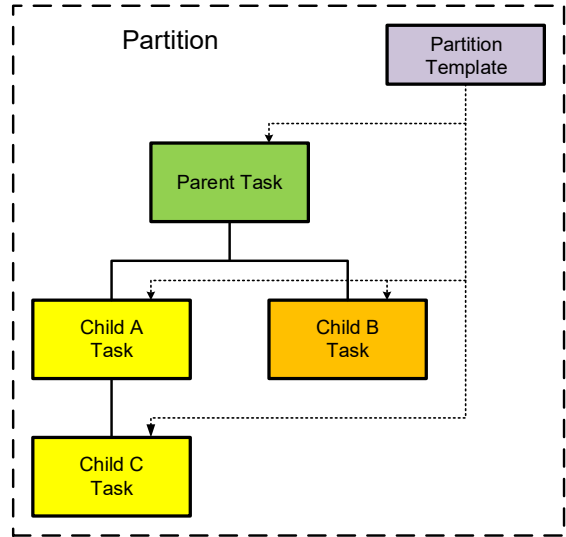 Partition
Partition
Template
Parent Task
Child A
Task
Child B
Task
Child C
Task